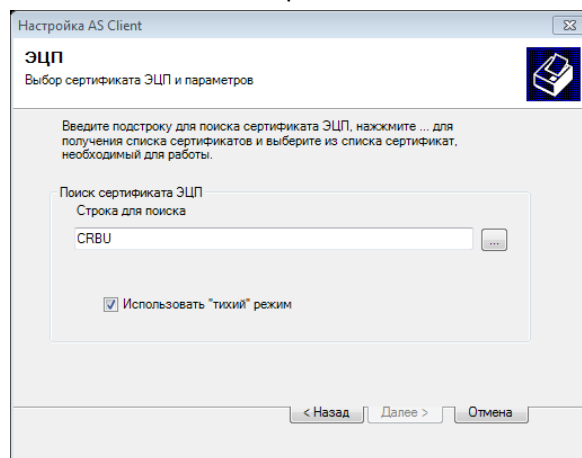 Настройка AS Client
ЭЦП
Выбор сертификата ЭЦП и параметров
Введите подстроку для поиска сертификата ЭЦП, нажжмите ... для
получения списка сертификатов и выберите из списка сертификат,
необходимый для работы.
Поиск сертификата ЭЦП
Строка для поиска
CRBU
...
Использовать "тихий" режим
< Назад
Далее >
Отмена